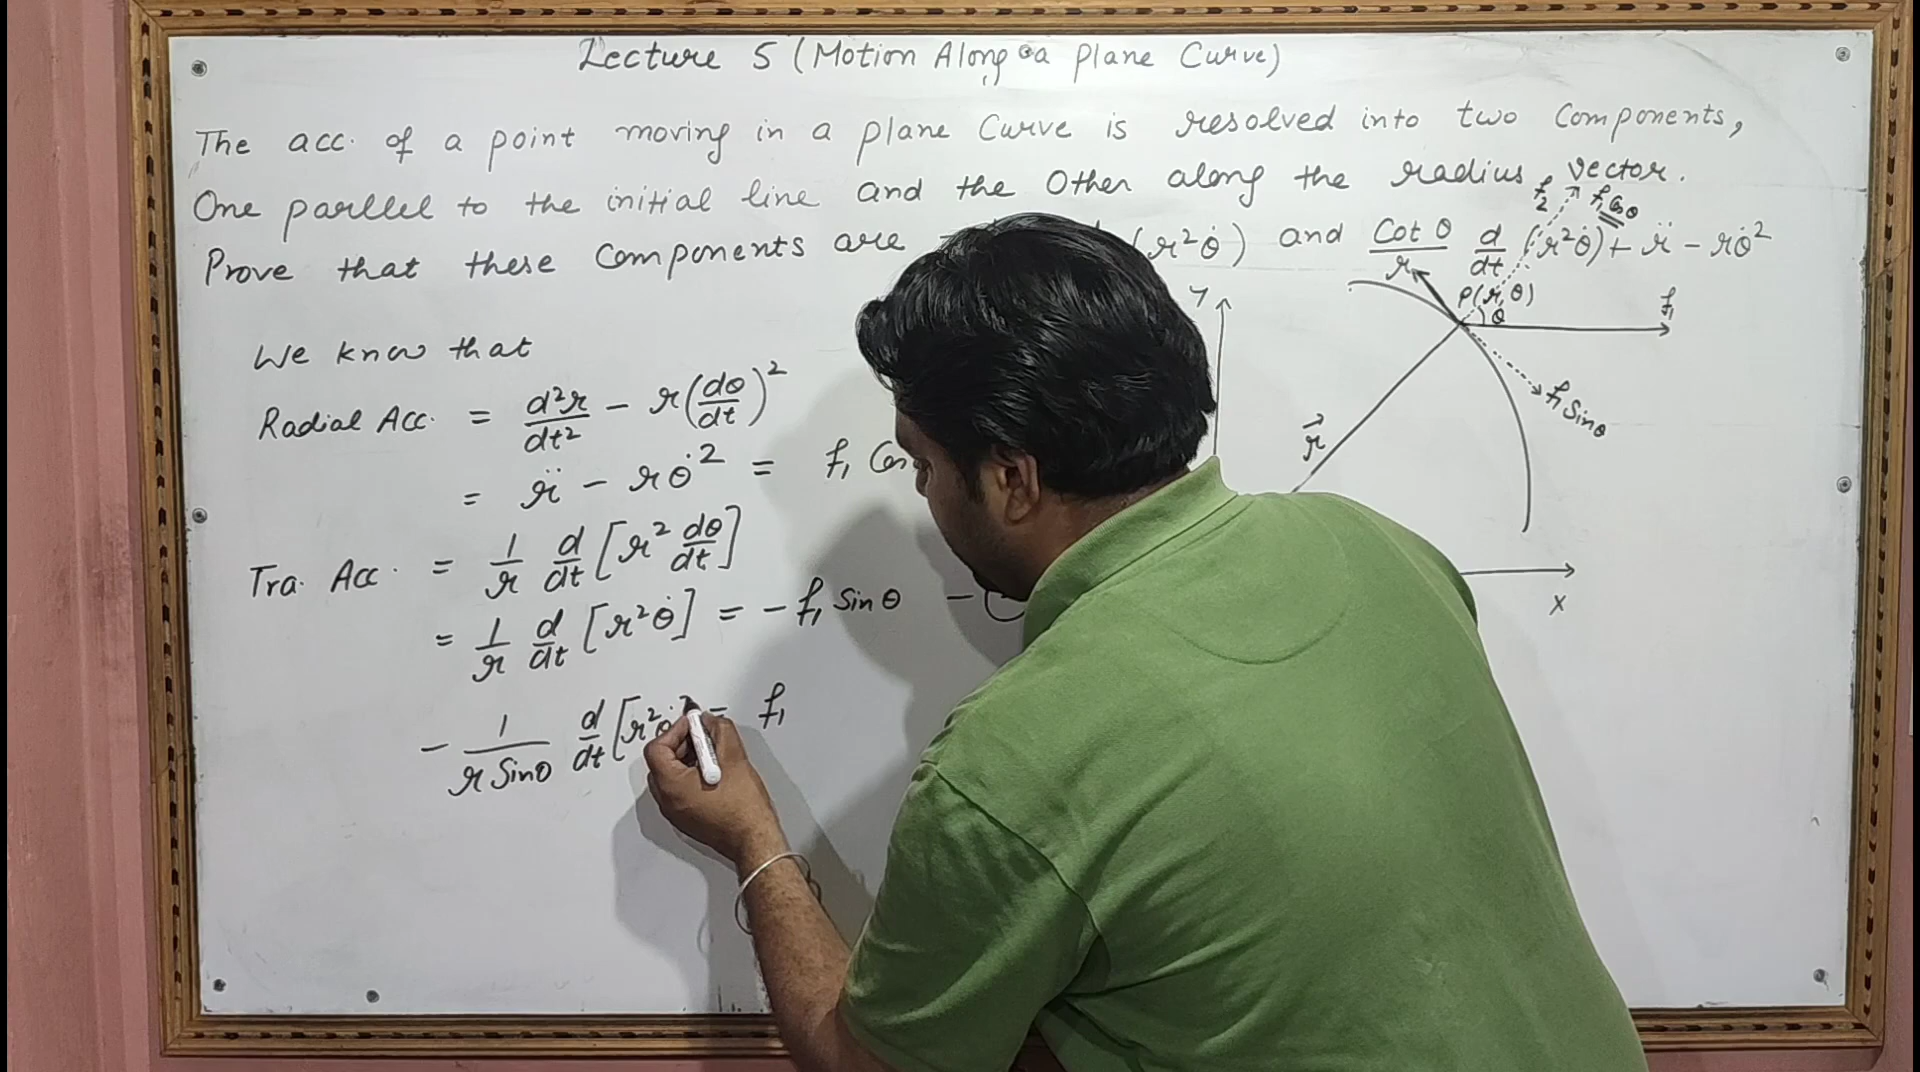 Lecture 5 (Motion Along a Plane Curve)
The acc. of a point moving in a plane Curve is resolved into two Components,
One parllel to the initial line and the Other along the radius vector.
Prove that these Components are (r²θ̇) and Cot θ/r d/dt (r²θ̇) + r̈ - rθ̇²
We know that
Radial Acc. = d²r/dt² - r(dθ/dt)²
= r̈ - rθ̇² = f₁ Cos
Tra. Acc. = 1/r d/dt [r² dθ/dt]
= 1/r d/dt [r²θ̇] = - f₁ Sin θ -
- 1/(r Sinθ) d/dt [r²θ̇] = f₁
f₂
f₁ Cosθ
Y
P(r, θ)
θ
f₁
f₁ Sinθ
r⃗
X